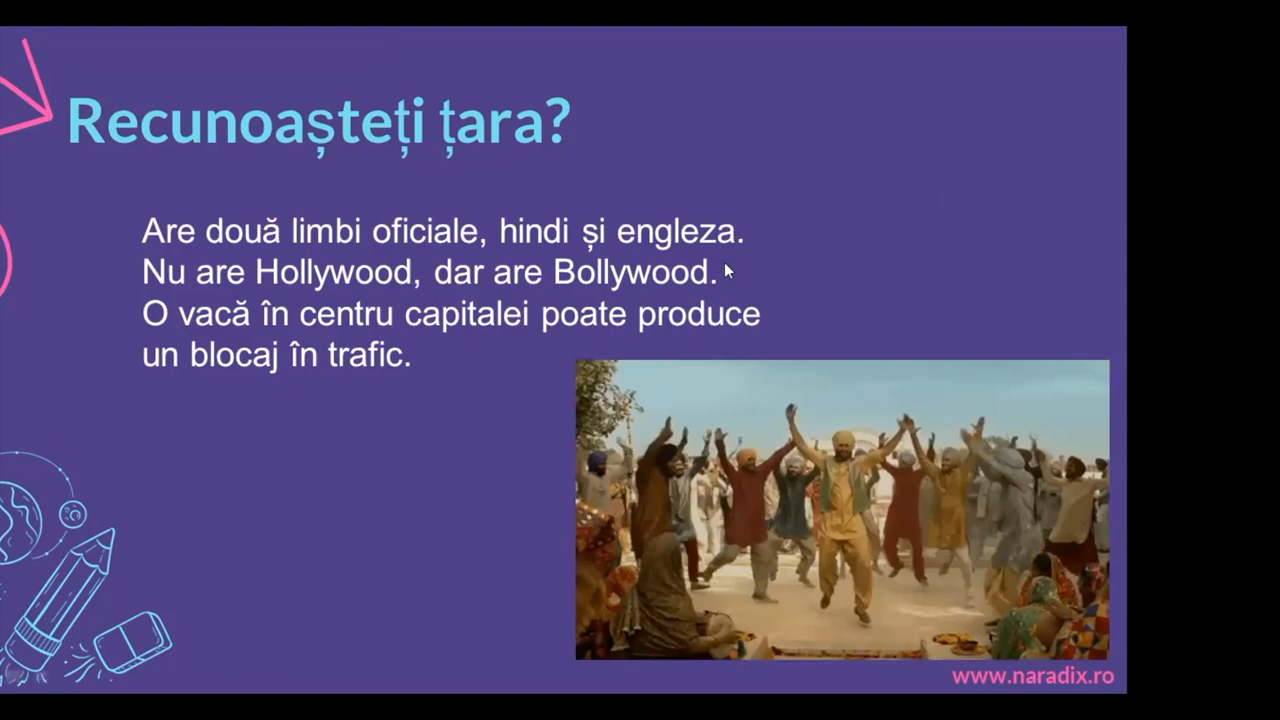 Recunoașteți țara?
Are două limbi oficiale, hindi și engleza.
Nu are Hollywood, dar are Bollywood.
O vacă în centru capitalei poate produce
un blocaj în trafic.
www.naradix.ro